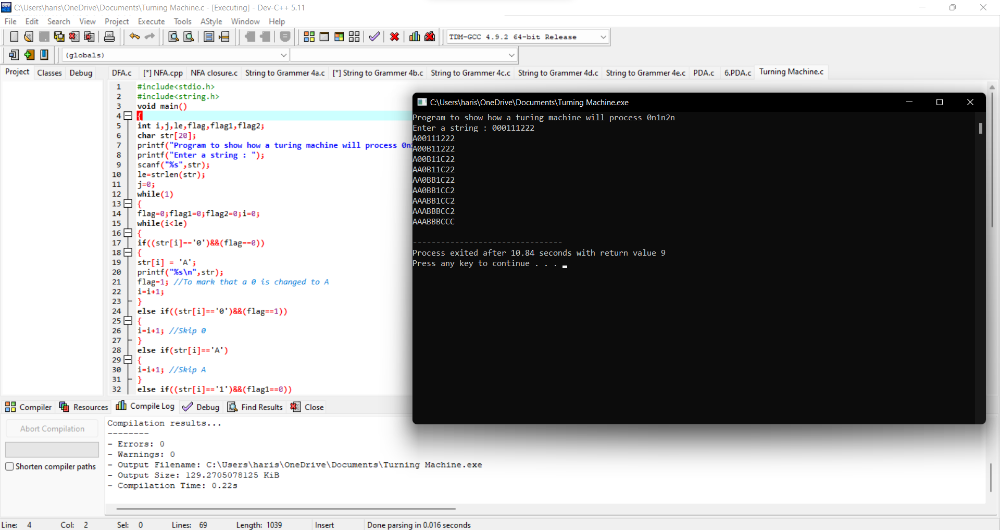 C:\Users\haris\OneDrive\Documents\Turning Machine.c - [Executing] - Dev-C++ 5.11
File Edit Search View Project Execute Tools AStyle Window Help
TDM-GCC 4.9.2 64-bit Release
(globals)
Project Classes Debug
DFA.c [*] NFA.cpp NFA closure.c String to Grammer 4a.c [*] String to Grammer 4b.c String to Grammer 4c.c String to Grammer 4d.c String to Grammer 4e.c PDA.c 6.PDA.c Turning Machine.c
1 #include<stdio.h>
2 #include<string.h>
3 void main()
4 {
5 int i,j,le,flag,flag1,flag2;
6 char str[20];
7 printf("Program to show how a turing machine will process 0n
8 printf("Enter a string : ");
9 scanf("%s",str);
10 le=strlen(str);
11 j=0;
12 while(1)
13 {
14 flag=0;flag1=0;flag2=0;i=0;
15 while(i<le)
16 {
17 if((str[i]=='0')&&(flag==0))
18 {
19 str[i] = 'A';
20 printf("%s\n",str);
21 flag=1; //To mark that a 0 is changed to A
22 i=i+1;
23 }
24 else if((str[i]=='0')&&(flag==1))
25 {
26 i=i+1; //Skip 0
27 }
28 else if(str[i]=='A')
29 {
30 i=i+1; //Skip A
31 }
32 else if((str[i]=='1')&&(flag1==0))
C:\Users\haris\OneDrive\Documents\Turning Machine.exe
Program to show how a turing machine will process 0n1n2n
Enter a string : 000111222
A00111222
A00B11222
A00B11C22
AA0B11C22
AA0BB1C22
AA0BB1CC2
AAABB1CC2
AAABBBCC2
AAABBBCCC
--------------------------------
Process exited after 10.84 seconds with return value 9
Press any key to continue . . .
Compiler Resources Compile Log Debug Find Results Close
Abort Compilation
Shorten compiler paths
Compilation results...
--------
- Errors: 0
- Warnings: 0
- Output Filename: C:\Users\haris\OneDrive\Documents\Turning Machine.exe
- Output Size: 129.2705078125 KiB
- Compilation Time: 0.22s
Line: 4 Col: 2 Sel: 0 Lines: 69 Length: 1039 Insert Done parsing in 0.016 seconds